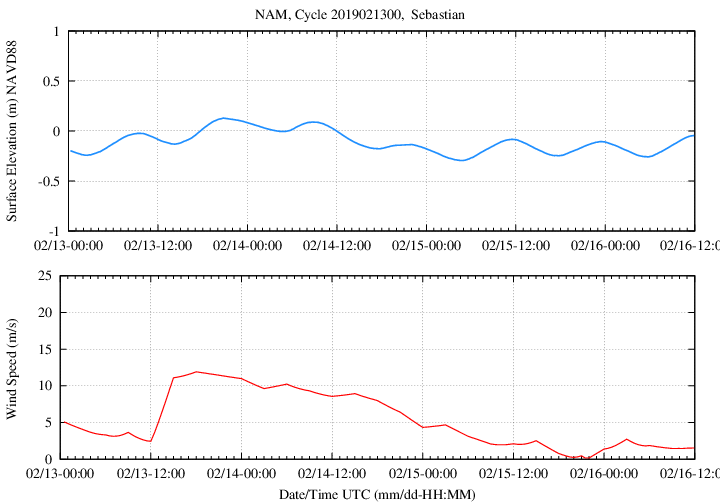 NAM, Cycle 2019021300,  Sebastian
Surface Elevation (m) NAVD88
1
0.5
0
-0.5
-1
02/13-00:00 02/13-12:00 02/14-00:00 02/14-12:00 02/15-00:00 02/15-12:00 02/16-00:00 02/16-12:00
Wind Speed (m/s)
25
20
15
10
5
0
02/13-00:00 02/13-12:00 02/14-00:00 02/14-12:00 02/15-00:00 02/15-12:00 02/16-00:00 02/16-12:00
Date/Time UTC (mm/dd-HH:MM)